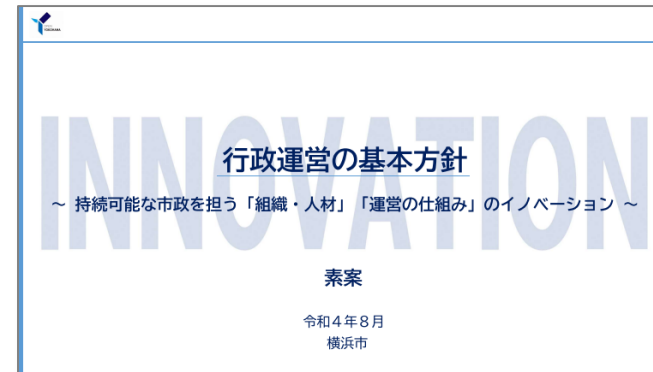 YOKOHAMA
INNOVATION
行政運営の基本方針
~ 持続可能な市政を担う「組織・人材」「運営の仕組み」のイノベーション ~
素案
令和4年8月
横浜市